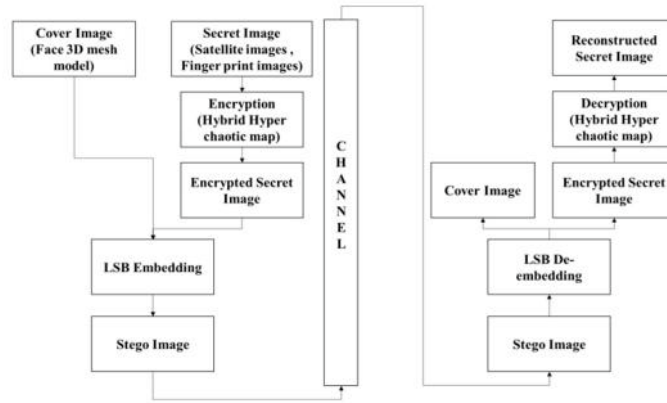 Cover Image
(Face 3D mesh
model)
Secret Image
(Satellite images ,
Finger print images)
Encryption
(Hybrid Hyper
chaotic map)
Encrypted Secret
Image
LSB Embedding
Stego Image
C
H
A
N
N
E
L
Reconstructed
Secret Image
Decryption
(Hybrid Hyper
chaotic map)
Cover Image
Encrypted Secret
Image
LSB De-
embedding
Stego Image